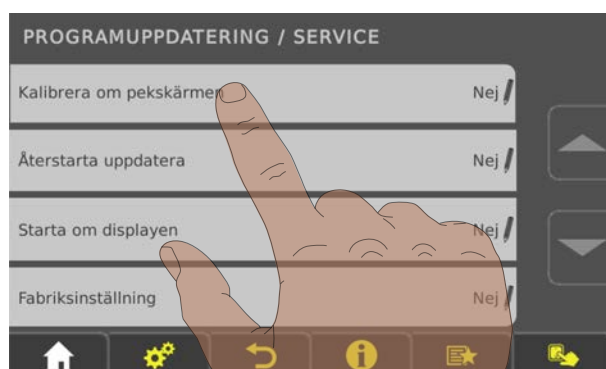 PROGRAMUPPDATERING / SERVICE
Kalibrera om pekskärmen Nej
Återstarta uppdatera Nej
Starta om displayen Nej
Fabriksinställning Nej